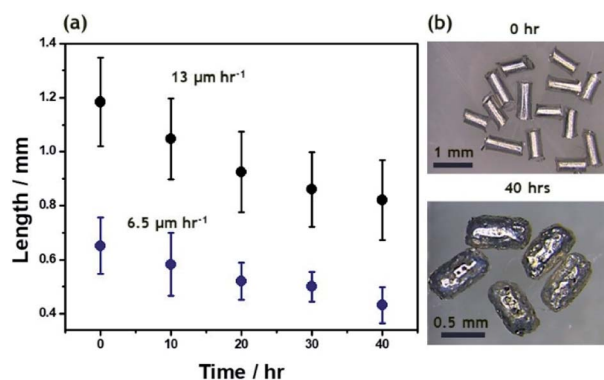 (a)
1.4
1.2
1.0
0.8
0.6
0.4
Length / mm
13 µm hr⁻¹
6.5 µm hr⁻¹
0
10
20
30
40
Time / hr
(b)
0 hr
1 mm
40 hrs
0.5 mm